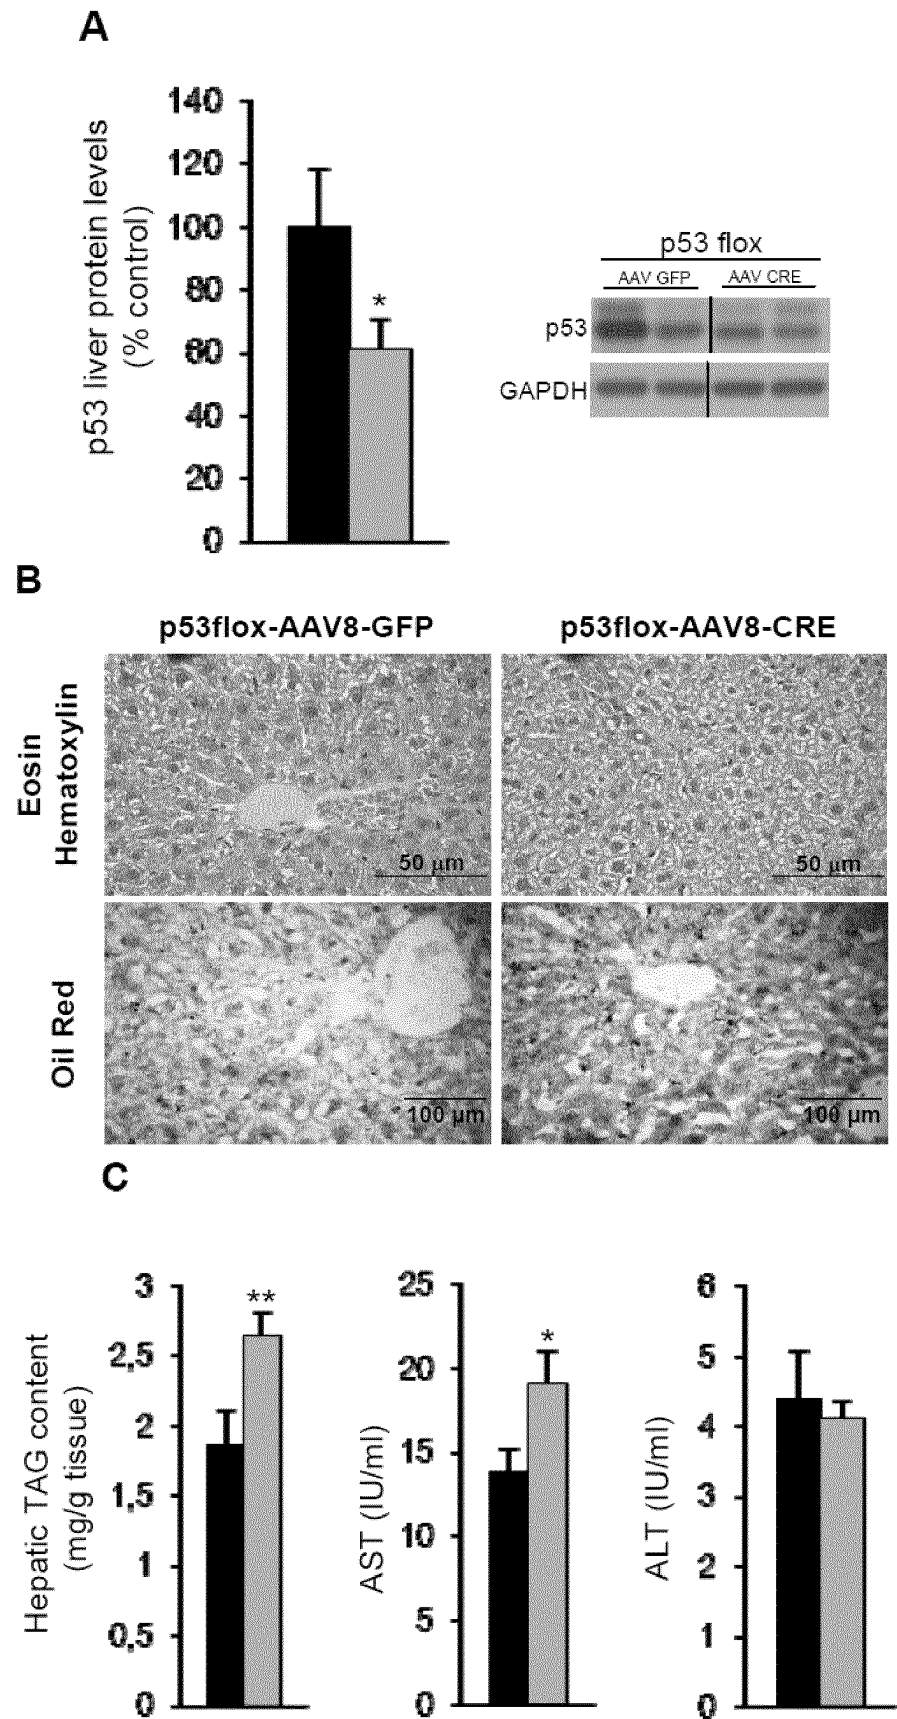 A
p53 liver protein levels
(% control)
140
120
100
80
60
40
20
0
*
p53 flox
AAV GFP AAV CRE
p53
GAPDH
B
p53flox-AAV8-GFP p53flox-AAV8-CRE
Eosin
Hematoxylin
50 µm 50 µm
Oil Red
100 µm 100 µm
C
Hepatic TAG content
(mg/g tissue)
3
2,5
2
1,5
1
0,5
0
**
AST (IU/ml)
25
20
15
10
5
0
*
ALT (IU/ml)
6
5
4
3
2
1
0